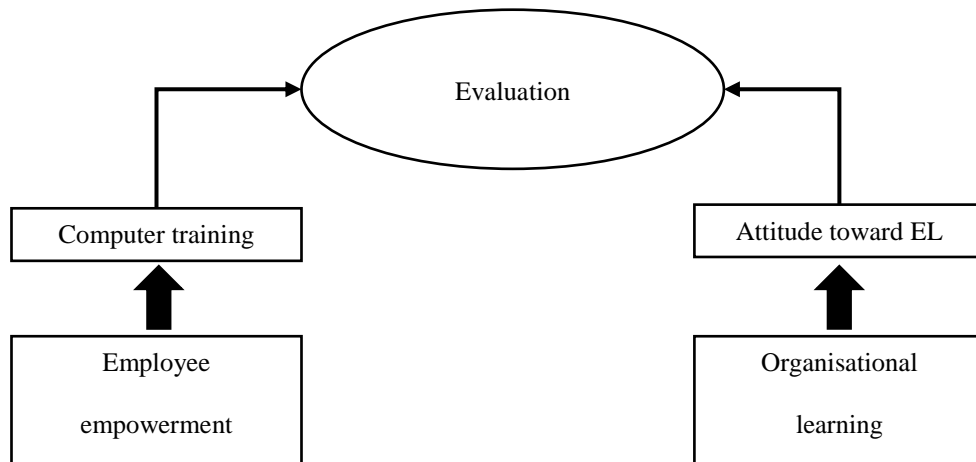 Evaluation
Computer training
Attitude toward EL
Employee
empowerment
Organisational
learning